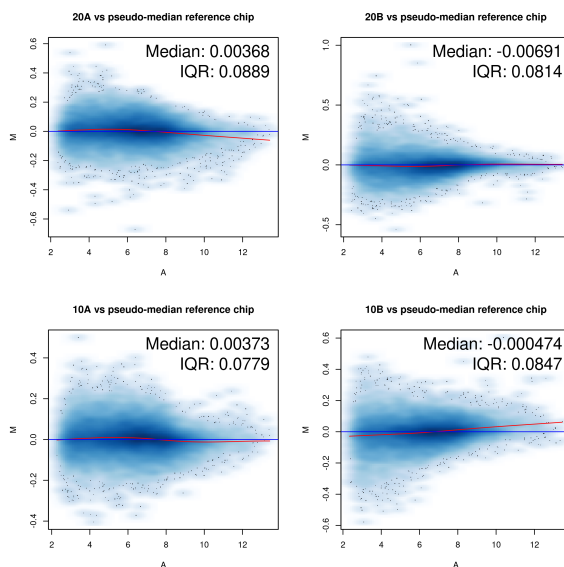 20A vs pseudo-median reference chip
Median: 0.00368
IQR: 0.0889
0.6
0.4
0.2
0.0
-0.2
-0.4
-0.6
M
2 4 6 8 10 12
A
20B vs pseudo-median reference chip
Median: -0.00691
IQR: 0.0814
1.0
0.5
0.0
-0.5
M
2 4 6 8 10 12
A
10A vs pseudo-median reference chip
Median: 0.00373
IQR: 0.0779
0.4
0.2
0.0
-0.2
-0.4
M
2 4 6 8 10 12
A
10B vs pseudo-median reference chip
Median: -0.000474
IQR: 0.0847
0.6
0.4
0.2
0.0
-0.2
-0.4
-0.6
M
2 4 6 8 10 12
A